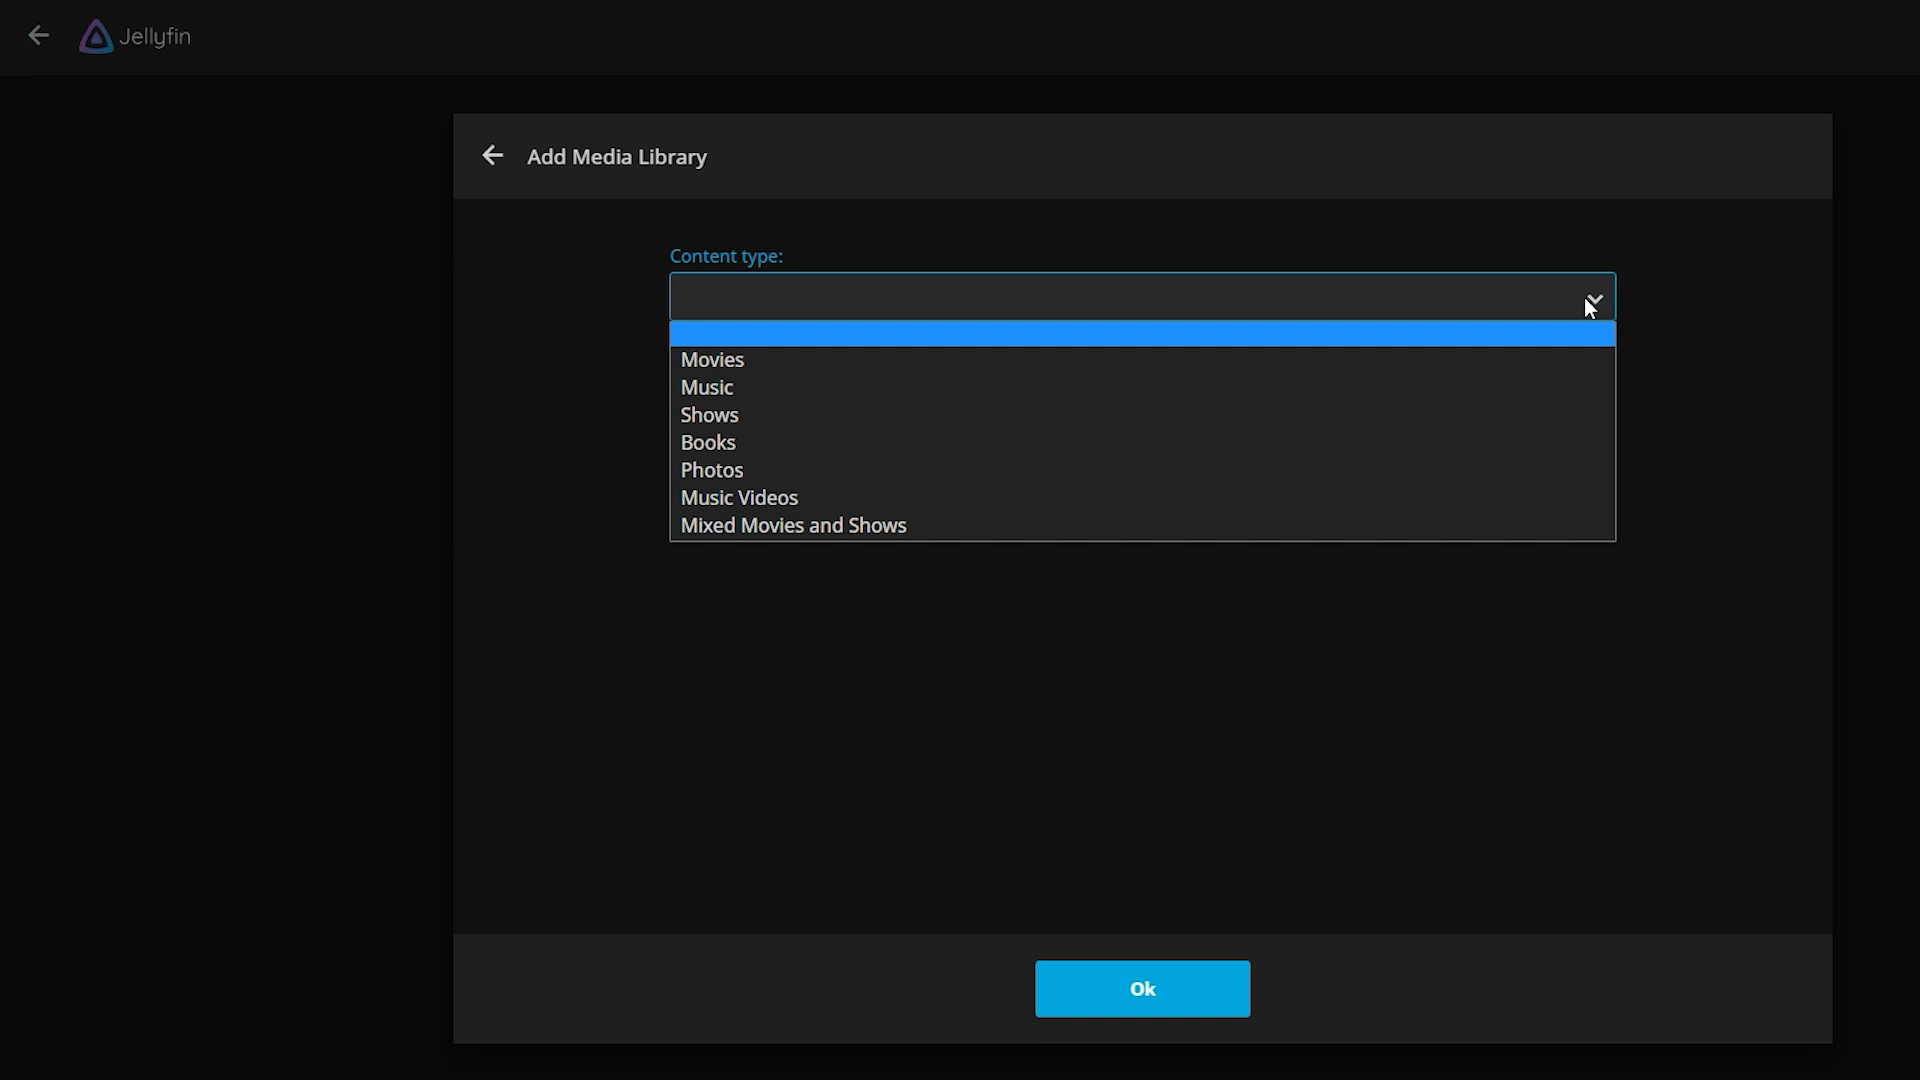 Jellyfin
Add Media Library
Content type:
Movies
Music
Shows
Books
Photos
Music Videos
Mixed Movies and Shows
Ok